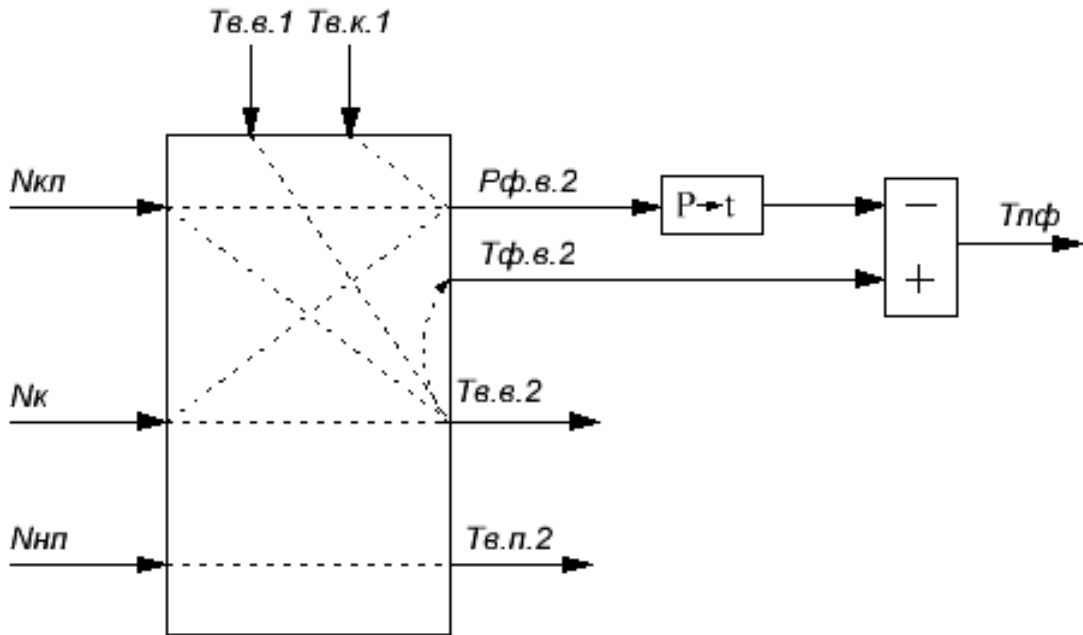 Тв.в.1 Тв.к.1
Nкп
Рф.в.2
P→t
−
Тпф
Тф.в.2
+
Nк
Тв.в.2
Nнп
Тв.п.2